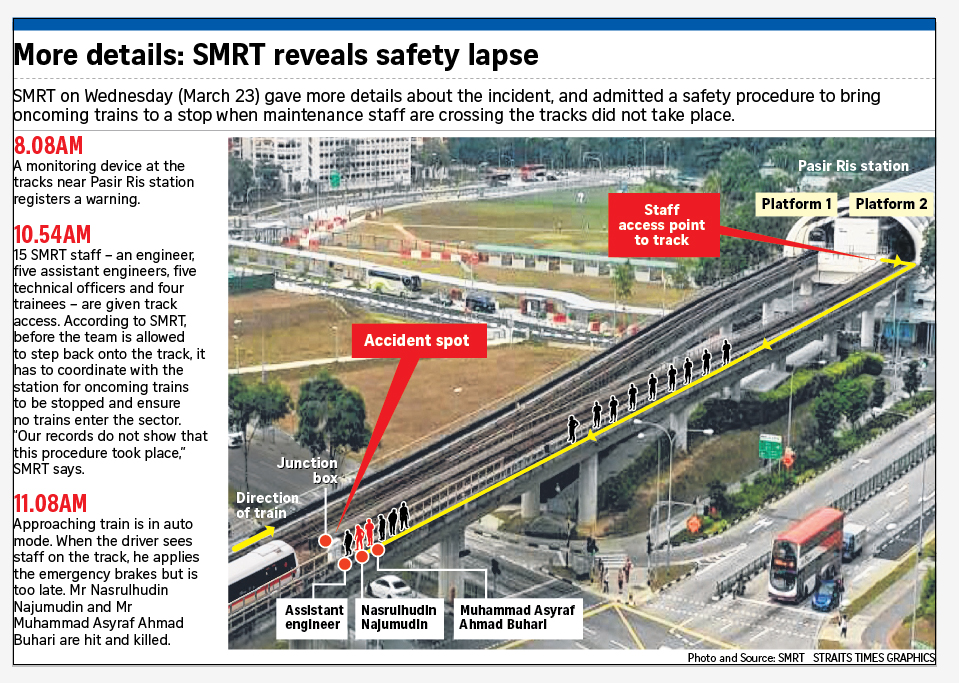 More details: SMRT reveals safety lapse
SMRT on Wednesday (March 23) gave more details about the incident, and admitted a safety procedure to bring
oncoming trains to a stop when maintenance staff are crossing the tracks did not take place.
8.08AM
A monitoring device at the
tracks near Pasir Ris station
registers a warning.
10.54AM
15 SMRT staff – an engineer,
five assistant engineers, five
technical officers and four
trainees – are given track
access. According to SMRT,
before the team is allowed
to step back onto the track, it
has to coordinate with the
station for oncoming trains
to be stopped and ensure
no trains enter the sector.
"Our records do not show that
this procedure took place,"
SMRT says.
11.08AM
Approaching train is in auto
mode. When the driver sees
staff on the track, he applies
the emergency brakes but is
too late. Mr Nasrulhudin
Najumudin and Mr
Muhammad Asyraf Ahmad
Buhari are hit and killed.
Pasir Ris station
Platform 1
Platform 2
Staff
access point
to track
Accident spot
Junction
box
Direction
of train
Assistant
engineer
Nasrulhudin
Najumudin
Muhammad Asyraf
Ahmad Buhari
Photo and Source: SMRT STRAITS TIMES GRAPHICS